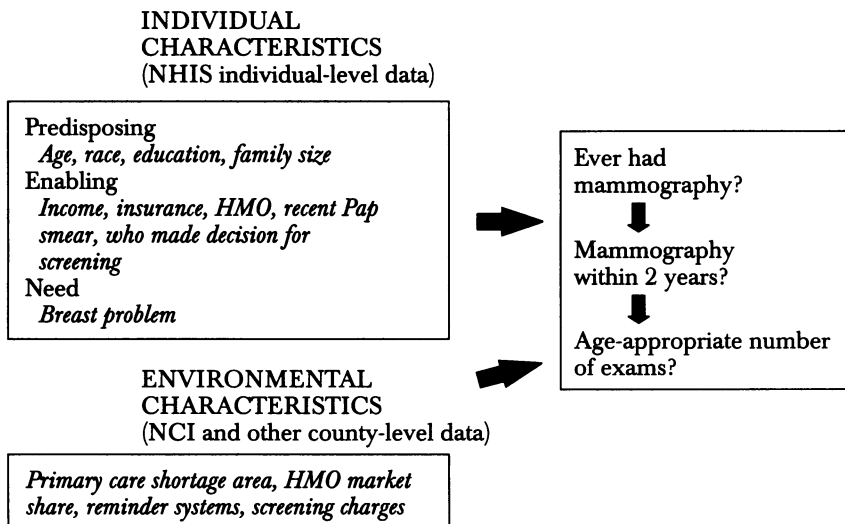 INDIVIDUAL
CHARACTERISTICS
(NHIS individual-level data)
Predisposing
Age, race, education, family size
Enabling
Income, insurance, HMO, recent Pap
smear, who made decision for
screening
Need
Breast problem
ENVIRONMENTAL
CHARACTERISTICS
(NCI and other county-level data)
Primary care shortage area, HMO market
share, reminder systems, screening charges
Ever had
mammography?
Mammography
within 2 years?
Age-appropriate number
of exams?